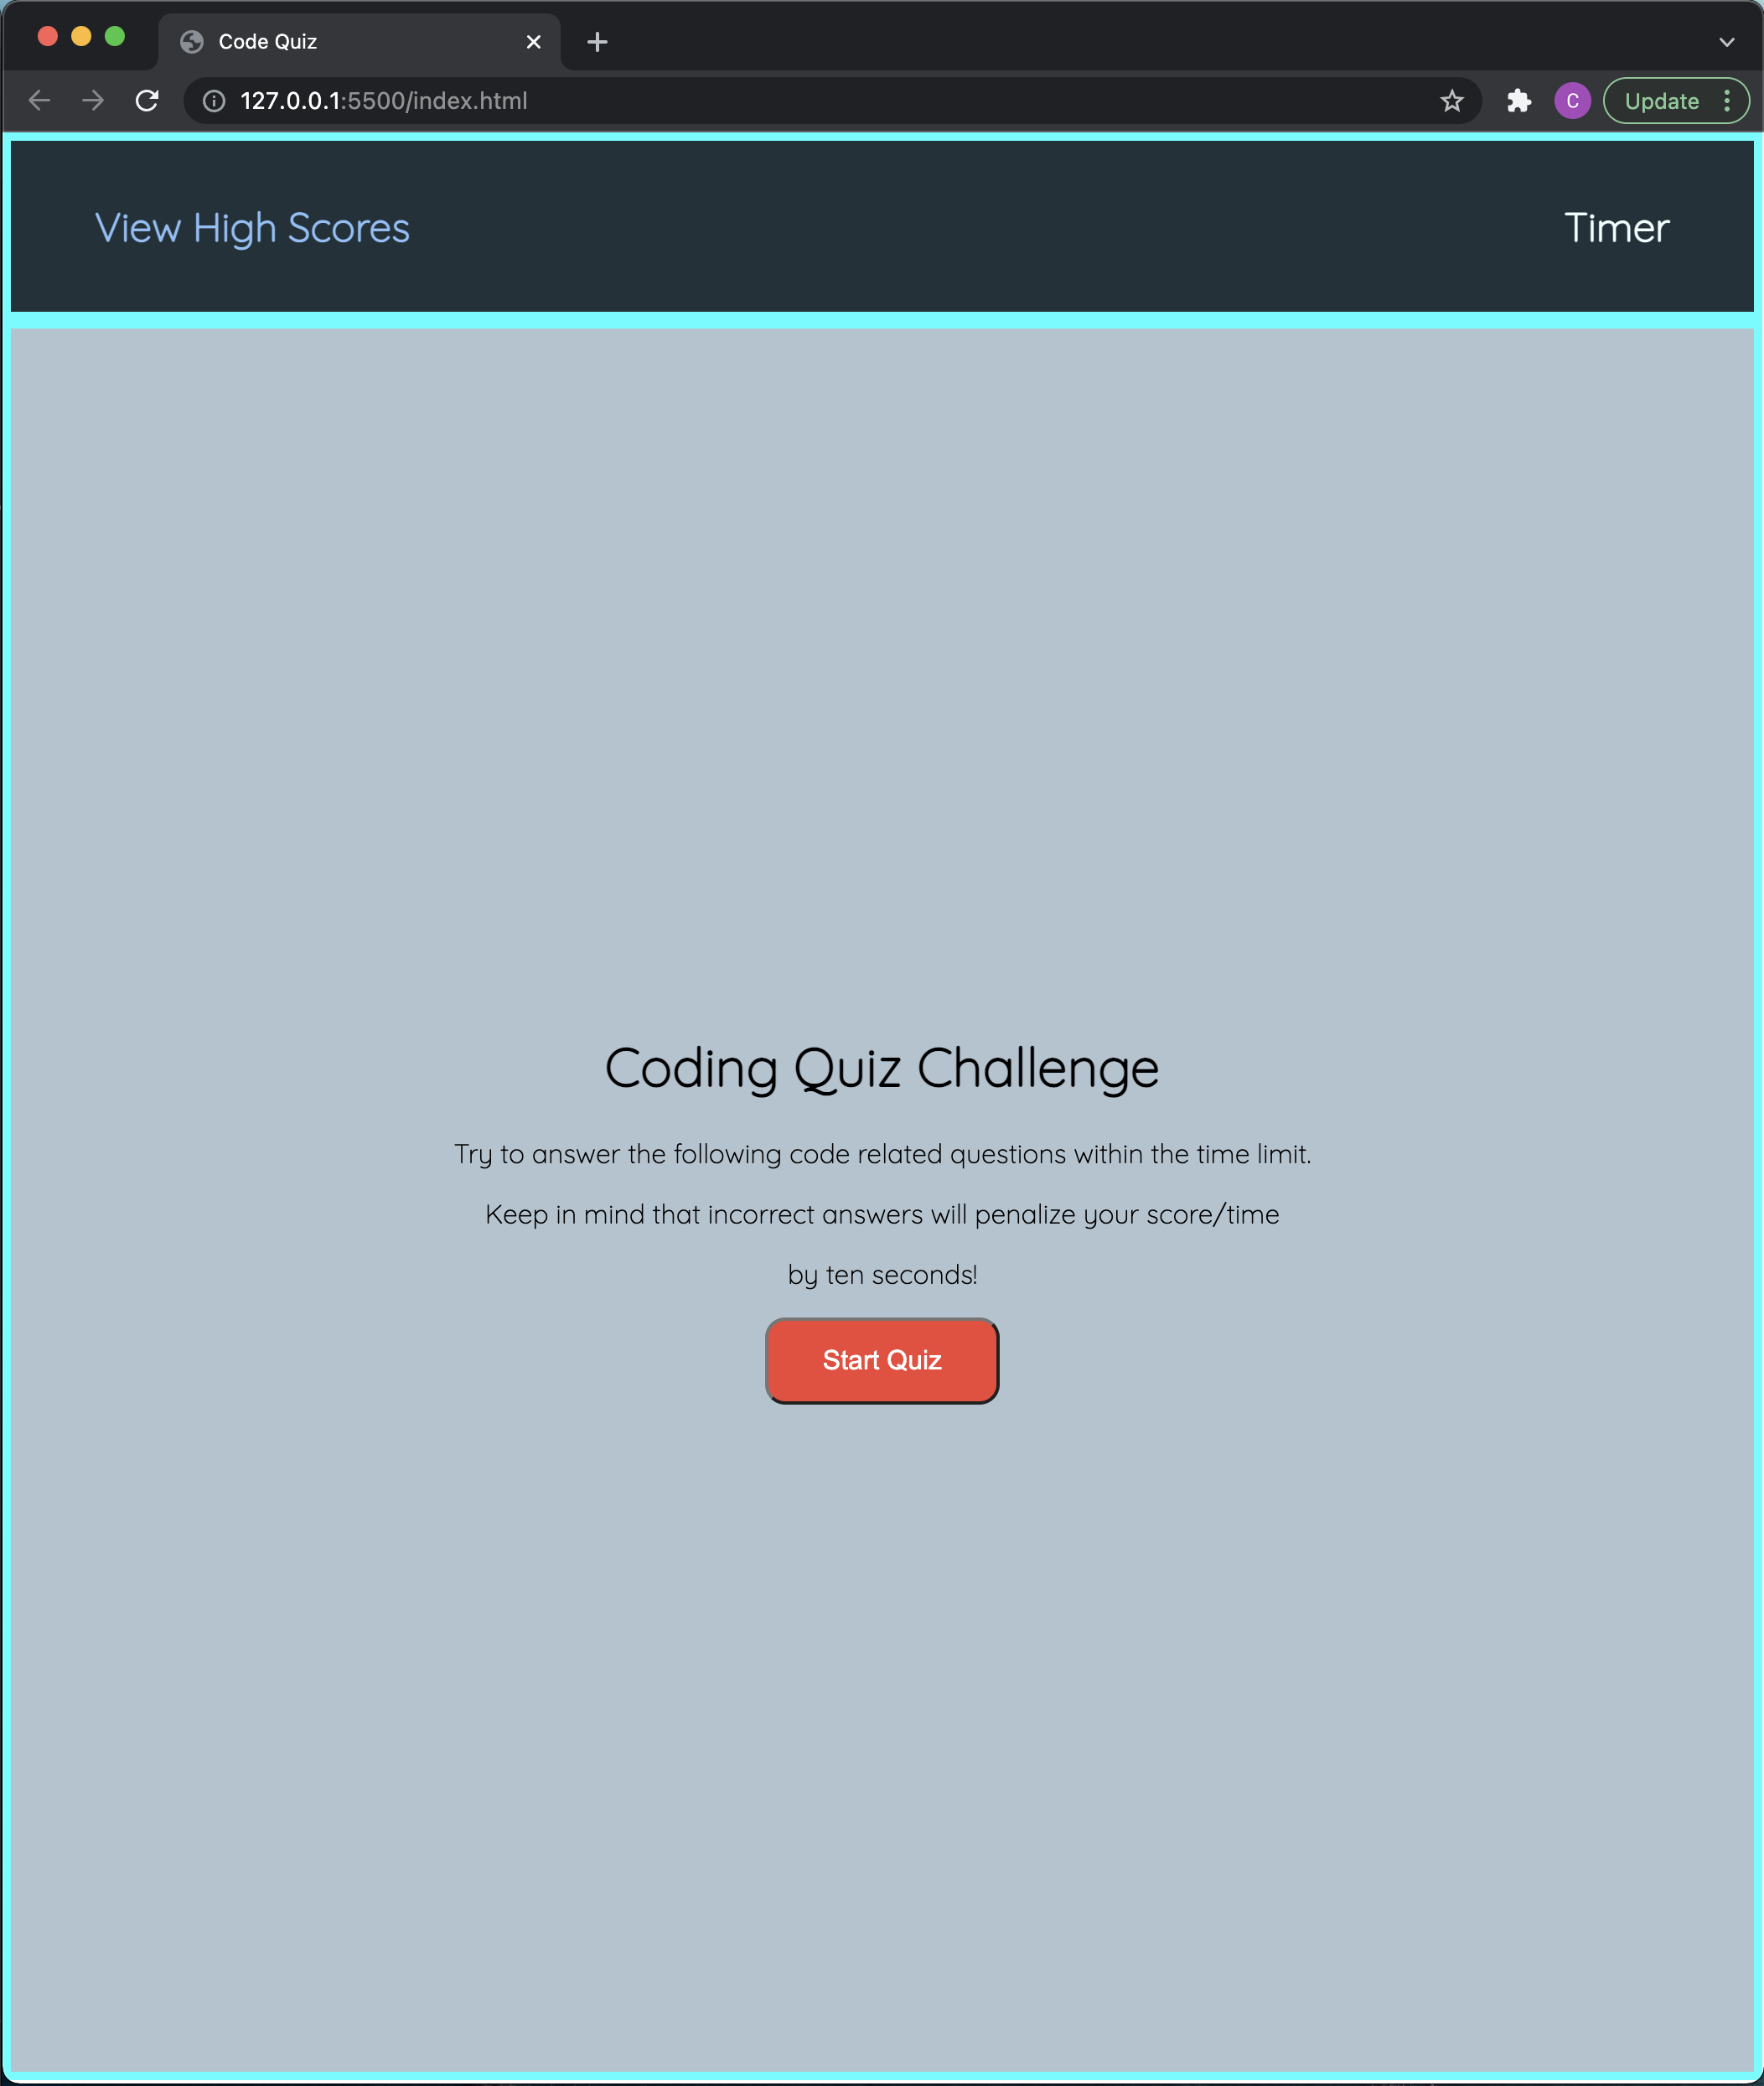 Code Quiz
127.0.0.1:5500/index.html
C
Update
View High Scores
Timer
Coding Quiz Challenge
Try to answer the following code related questions within the time limit.
Keep in mind that incorrect answers will penalize your score/time
by ten seconds!
Start Quiz